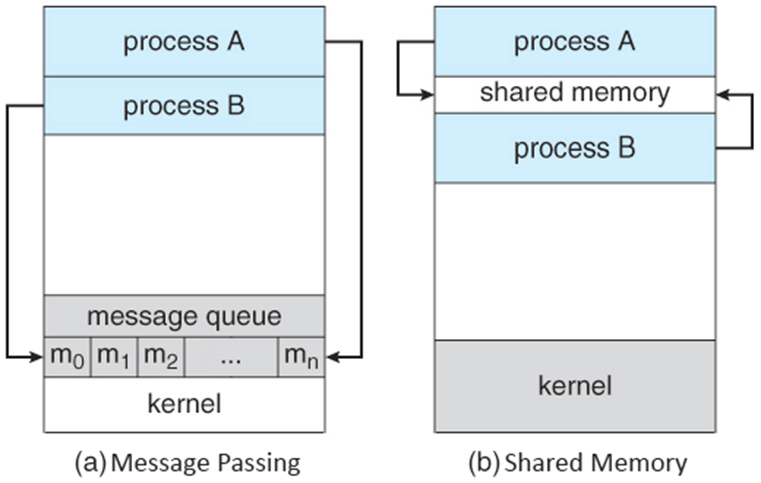 process A
process B
message queue
m0 m1 m2 ... mn
kernel
(a) Message Passing
process A
shared memory
process B
kernel
(b) Shared Memory